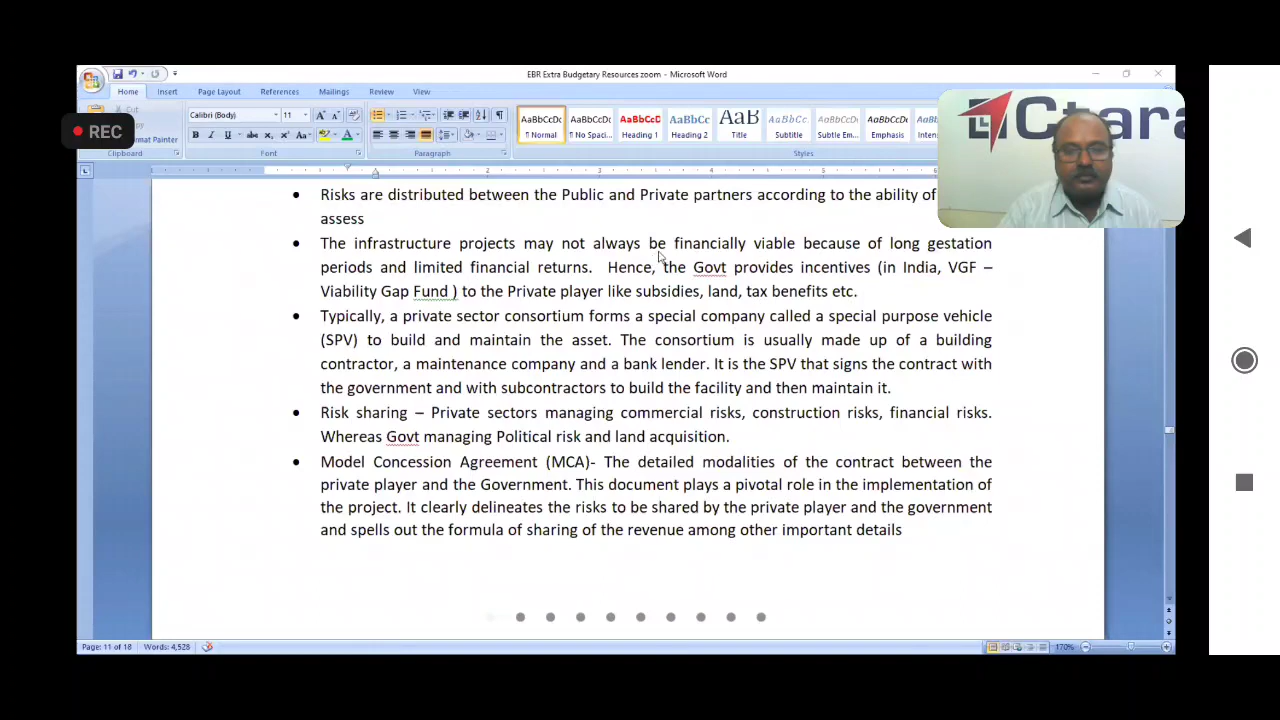 EBR Extra Budgetary Resources zoom - Microsoft Word
Home Insert Page Layout References Mailings Review View
REC
Cut
Format Painter
Calibri (Body) 11
AaBbCcDc AaBbCcDc AaBbCcD AaBbCc AaB AaBbCcL AaBbCcDc AaBbCcDc
¶ Normal ¶ No Spaci... Heading 1 Heading 2 Title Subtitle Subtle Em... Emphasis
Clipboard Font Paragraph Styles
Ctara
• Risks are distributed between the Public and Private partners according to the ability of
assess
• The infrastructure projects may not always be financially viable because of long gestation
periods and limited financial returns. Hence, the Govt provides incentives (in India, VGF –
Viability Gap Fund ) to the Private player like subsidies, land, tax benefits etc.
• Typically, a private sector consortium forms a special company called a special purpose vehicle
(SPV) to build and maintain the asset. The consortium is usually made up of a building
contractor, a maintenance company and a bank lender. It is the SPV that signs the contract with
the government and with subcontractors to build the facility and then maintain it.
• Risk sharing – Private sectors managing commercial risks, construction risks, financial risks.
Whereas Govt managing Political risk and land acquisition.
• Model Concession Agreement (MCA)- The detailed modalities of the contract between the
private player and the Government. This document plays a pivotal role in the implementation of
the project. It clearly delineates the risks to be shared by the private player and the government
and spells out the formula of sharing of the revenue among other important details
Page: 11 of 18 Words: 4,528 170%